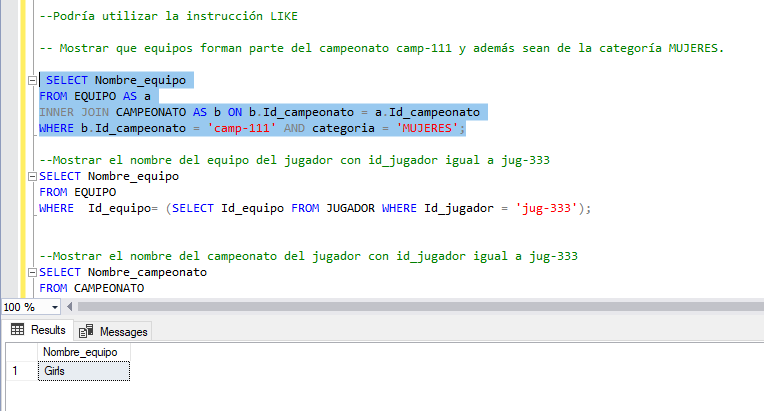 --Podría utilizar la instrucción LIKE
-- Mostrar que equipos forman parte del campeonato camp-111 y además sean de la categoría MUJERES.
SELECT Nombre_equipo
FROM EQUIPO AS a
INNER JOIN CAMPEONATO AS b ON b.Id_campeonato = a.Id_campeonato
WHERE b.Id_campeonato = 'camp-111' AND categoria = 'MUJERES';
--Mostrar el nombre del equipo del jugador con id_jugador igual a jug-333
SELECT Nombre_equipo
FROM EQUIPO
WHERE  Id_equipo= (SELECT Id_equipo FROM JUGADOR WHERE Id_jugador = 'jug-333');
--Mostrar el nombre del campeonato del jugador con id_jugador igual a jug-333
SELECT Nombre_campeonato
FROM CAMPEONATO
100 %
Results Messages
Nombre_equipo
1 Girls